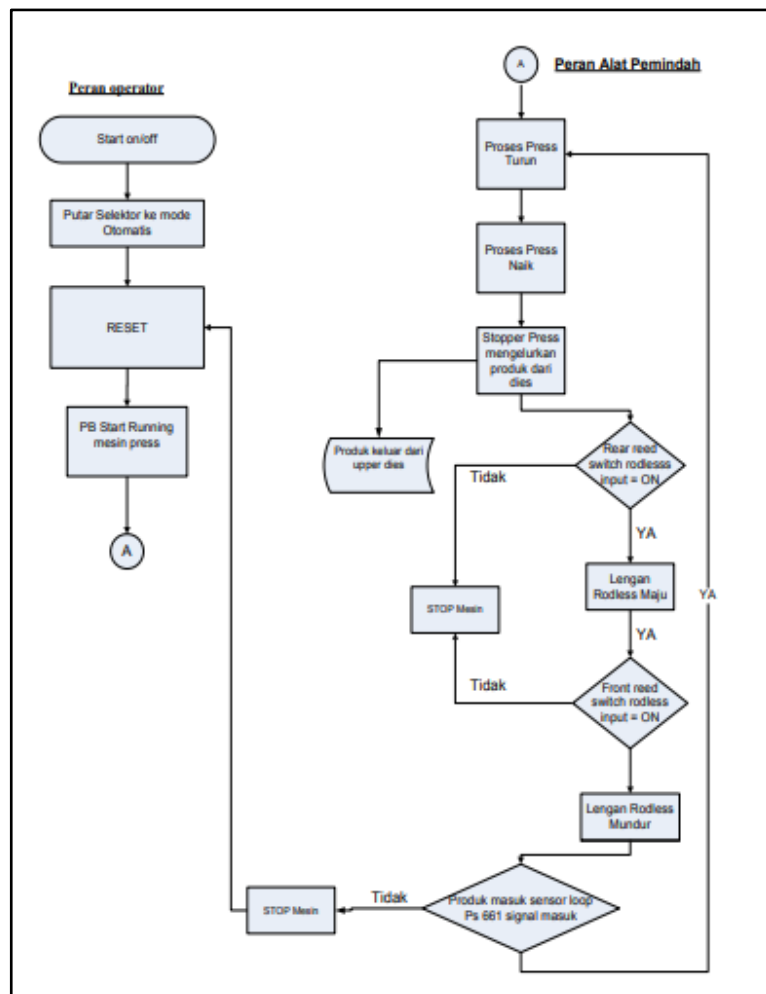 Peran operator
Start on/off
Putar Selektor ke mode
Otomatis
RESET
PB Start Running
mesin press
A
A
Peran Alat Pemindah
Proses Press
Turun
Proses Press
Naik
Stopper Press
mengelurkan
produk dari
dies
Produk keluar dari
upper dies
Rear reed
switch rodlesss
input = ON
Tidak
YA
Lengan
Rodless Maju
STOP Mesin
YA
YA
Tidak
Front reed
switch rodless
input = ON
Lengan Rodless
Mundur
Produk masuk sensor loop
Ps 661 signal masuk
Tidak
STOP Mesin